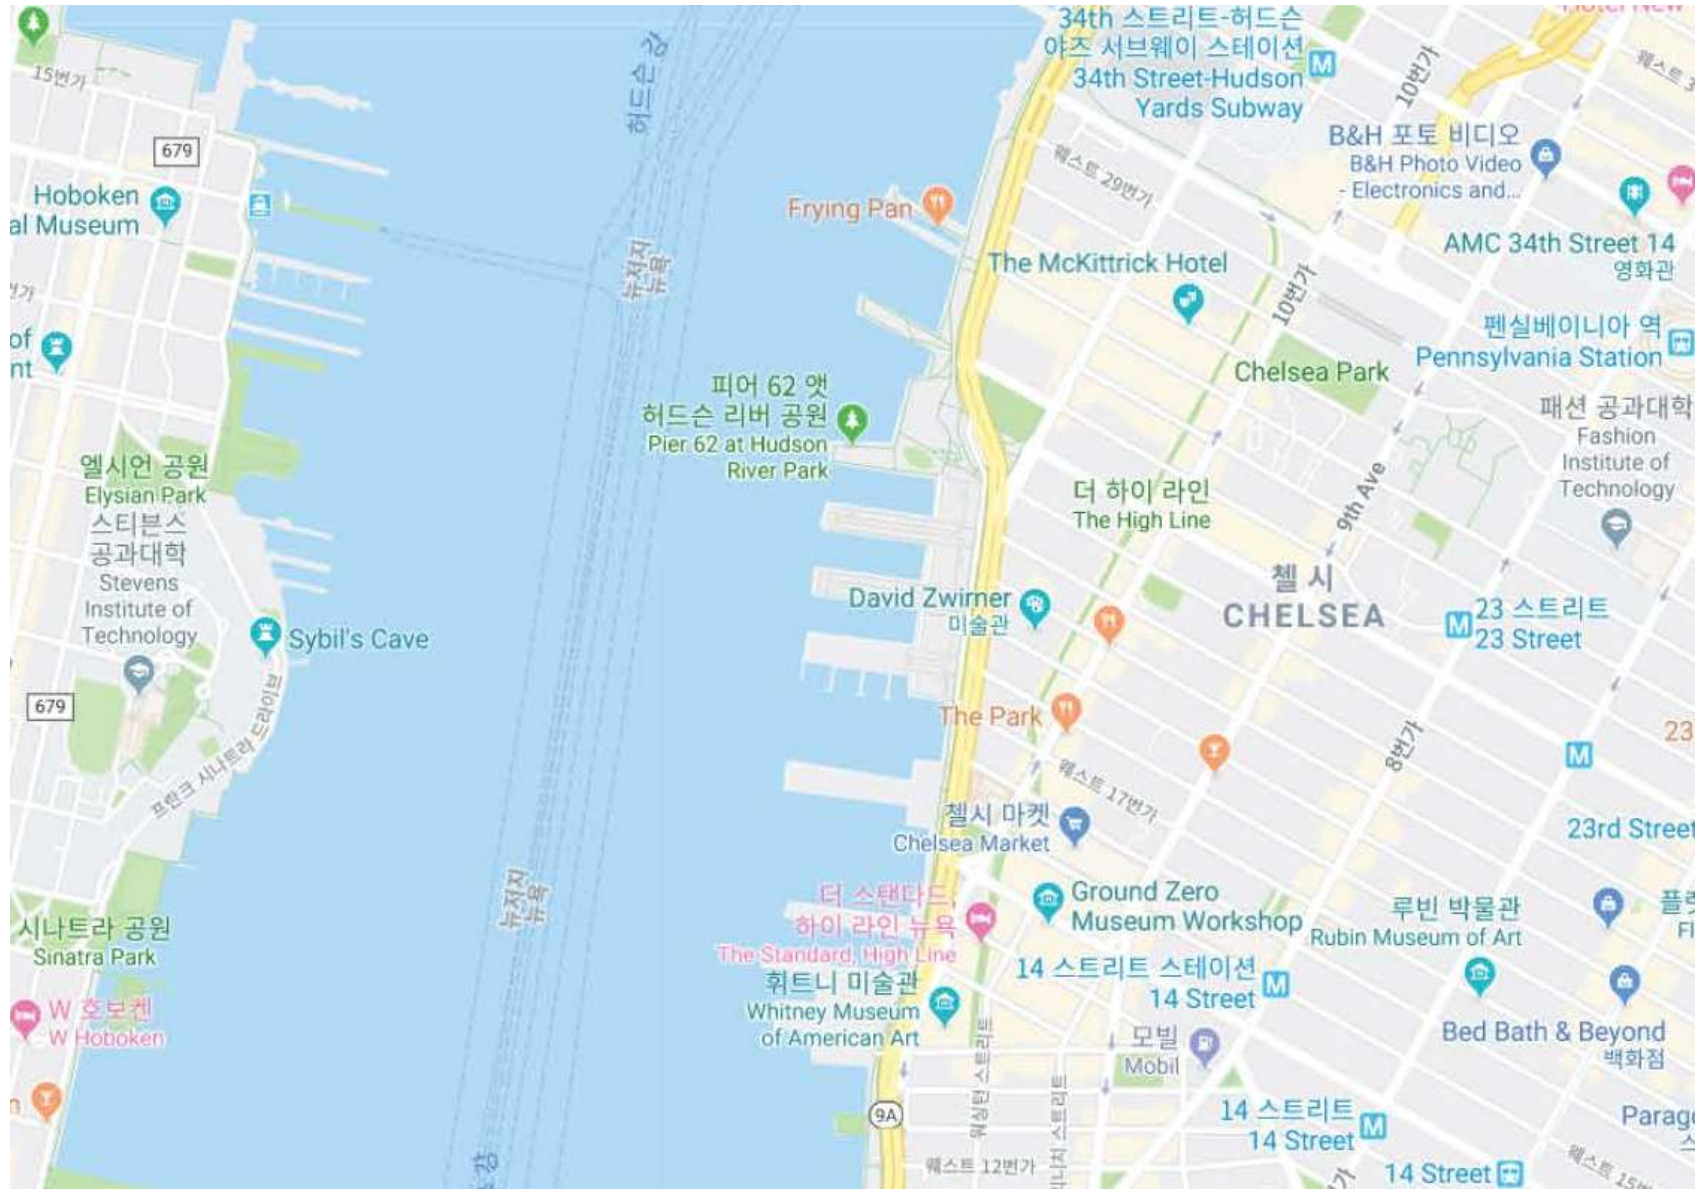 34th 스트리트-허드슨
야즈 서브웨이 스테이션
34th Street-Hudson
Yards Subway
허드슨 강
10번가
15번가
679
B&H 포토 비디오
B&H Photo Video
- Electronics and...
웨스트 29번가
Hoboken
al Museum
Frying Pan
AMC 34th Street 14
영화관
The McKittrick Hotel
뉴저지
뉴욕
10번가
펜실베이니아 역
Pennsylvania Station
of
nt
Chelsea Park
피어 62 앳
허드슨 리버 공원
Pier 62 at Hudson
River Park
패션 공과대학
Fashion
Institute of
Technology
엘시언 공원
Elysian Park
더 하이 라인
The High Line
9th Ave
스티븐스
공과대학
Stevens
Institute of
Technology
첼시
CHELSEA
David Zwirner
미술관
23 스트리트
23 Street
Sybil's Cave
679
The Park
23
프랭크 시나트라 드라이브
8번가
웨스트 17번가
첼시 마켓
Chelsea Market
23rd Street
뉴저지
뉴욕
더 스탠다드,
하이 라인 뉴욕
The Standard, High Line
Ground Zero
Museum Workshop
루빈 박물관
Rubin Museum of Art
시나트라 공원
Sinatra Park
14 스트리트 스테이션
14 Street
휘트니 미술관
Whitney Museum
of American Art
W 호보켄
W Hoboken
Bed Bath & Beyond
백화점
모빌
Mobil
워싱턴 스트리트
9A
14 스트리트
14 Street
웨스트 12번가
14 Street
웨스트 15번